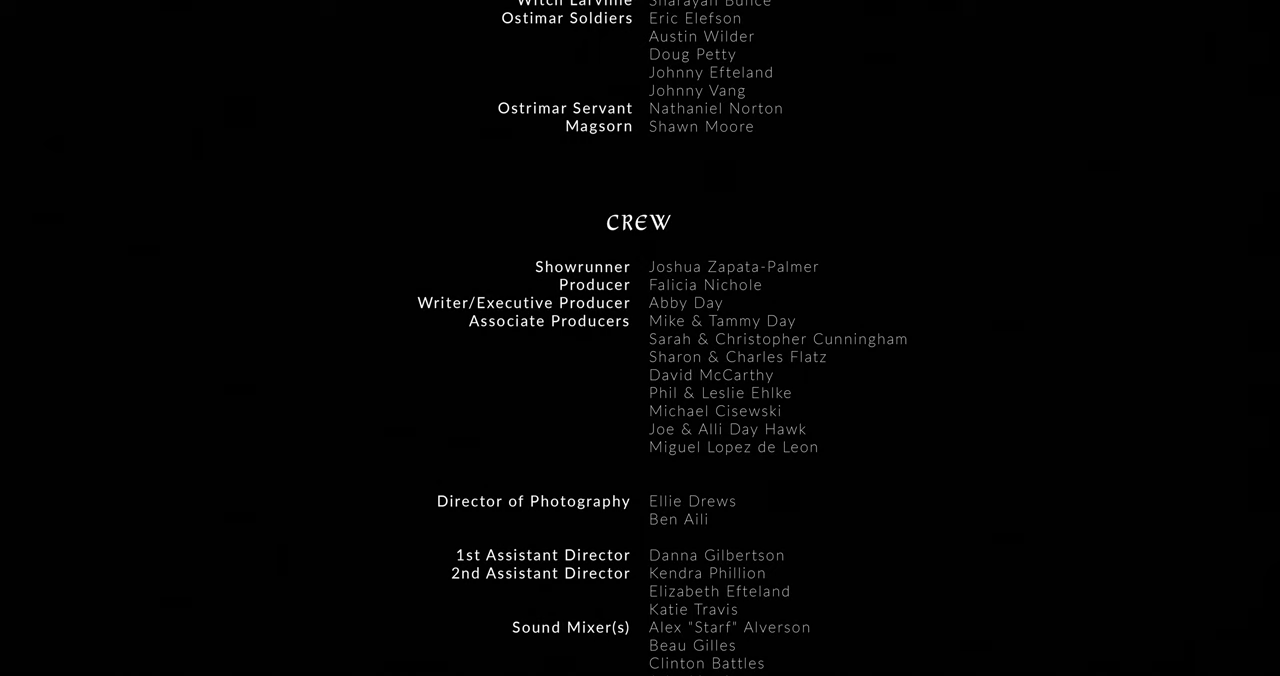 Witch Larvine Sharayah Bunce
Ostimar Soldiers Eric Elefson
Austin Wilder
Doug Petty
Johnny Efteland
Johnny Vang
Ostrimar Servant Nathaniel Norton
Magsorn Shawn Moore
CREW
Showrunner Joshua Zapata-Palmer
Producer Falicia Nichole
Writer/Executive Producer Abby Day
Associate Producers Mike & Tammy Day
Sarah & Christopher Cunningham
Sharon & Charles Flatz
David McCarthy
Phil & Leslie Ehlke
Michael Cisewski
Joe & Alli Day Hawk
Miguel Lopez de Leon
Director of Photography Ellie Drews
Ben Aili
1st Assistant Director Danna Gilbertson
2nd Assistant Director Kendra Phillion
Elizabeth Efteland
Katie Travis
Sound Mixer(s) Alex "Starf" Alverson
Beau Gilles
Clinton Battles